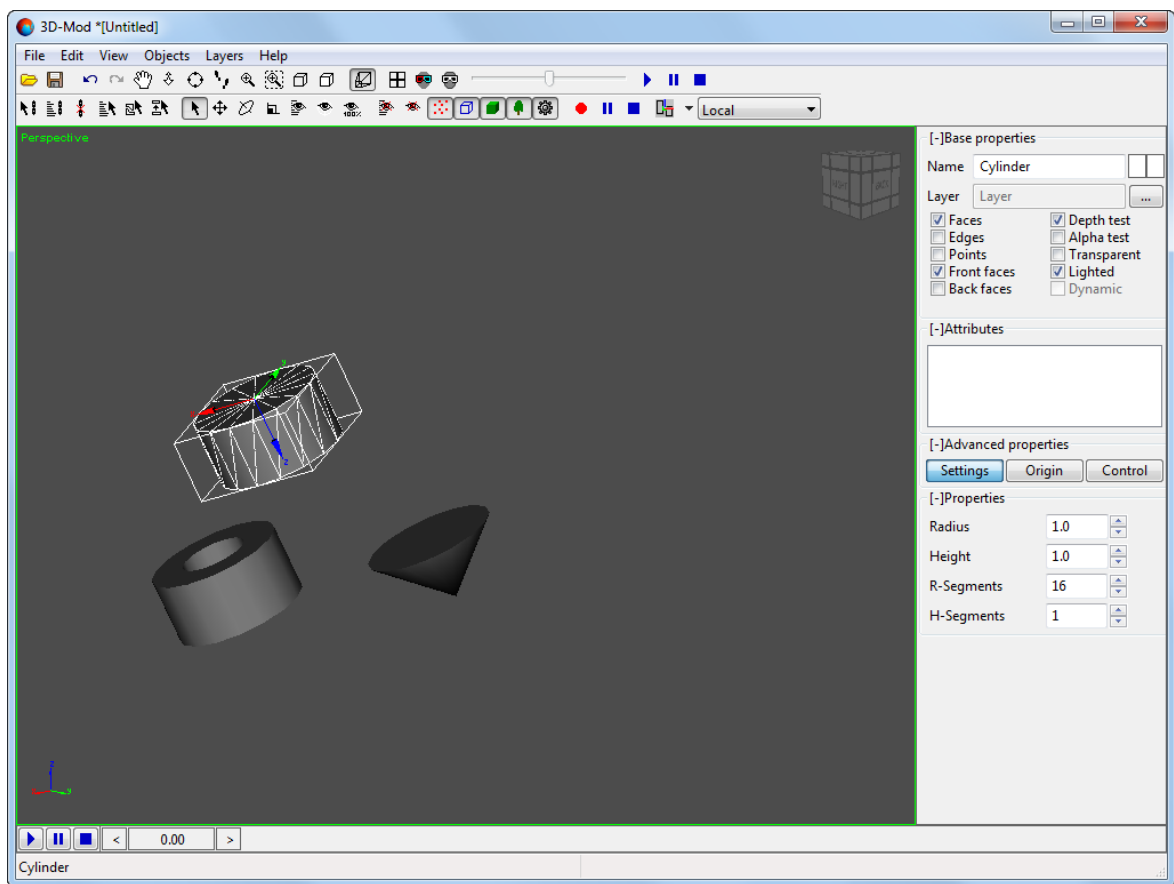 3D-Mod *[Untitled]
File Edit View Objects Layers Help
100%
Local
Perspective
[-]Base properties
Name Cylinder
Layer Layer ...
Faces Depth test
Edges Alpha test
Points Transparent
Front faces Lighted
Back faces Dynamic
[-]Attributes
[-]Advanced properties
Settings Origin Control
[-]Properties
Radius 1.0
Height 1.0
R-Segments 16
H-Segments 1
z
z
y
< 0.00 >
Cylinder